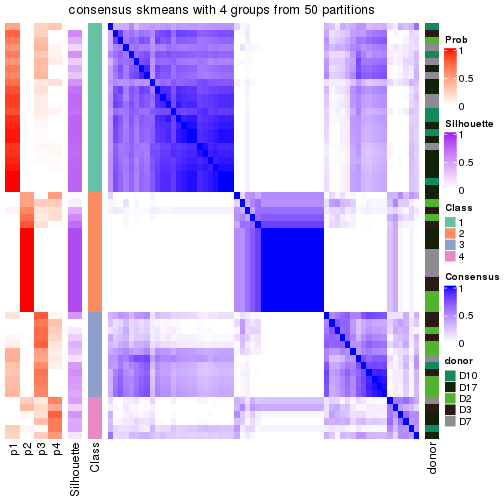 consensus skmeans with 4 groups from 50 partitions
Prob
1
0.5
0
Silhouette
1
0.5
0
Class
1
2
3
4
Consensus
1
0.5
0
donor
D10
D17
D2
D3
D7
p1
p2
p3
p4
Silhouette
Class
donor